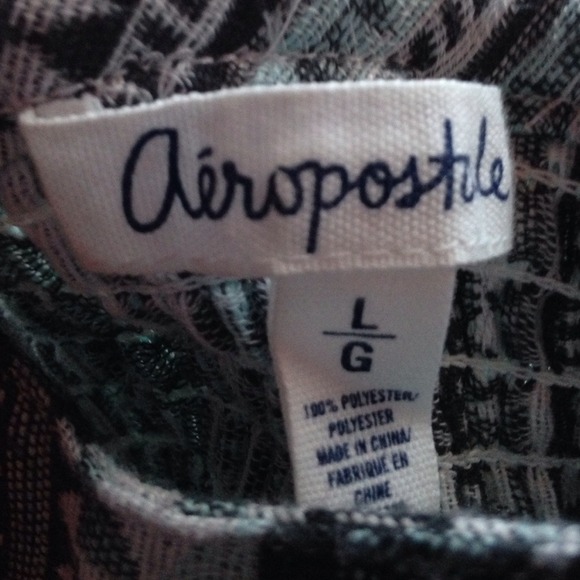 aéropostale
L
G
100% POLYESTER/
POLYESTER
MADE IN CHINA/
FABRIQUÉ EN
CHINE